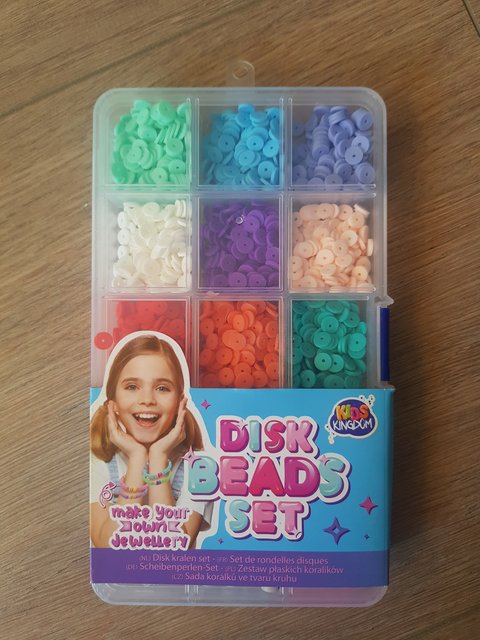 KIDS
KINGDOM
DISK
BEADS
SET
make your
own
jewellery
(NL) Disk kralen set - (FR) Set de rondelles disques
(DE) Scheibenperlen-Set - (PL) Zestaw płaskich koralików
(CZ) Sada korálků ve tvaru kruhu